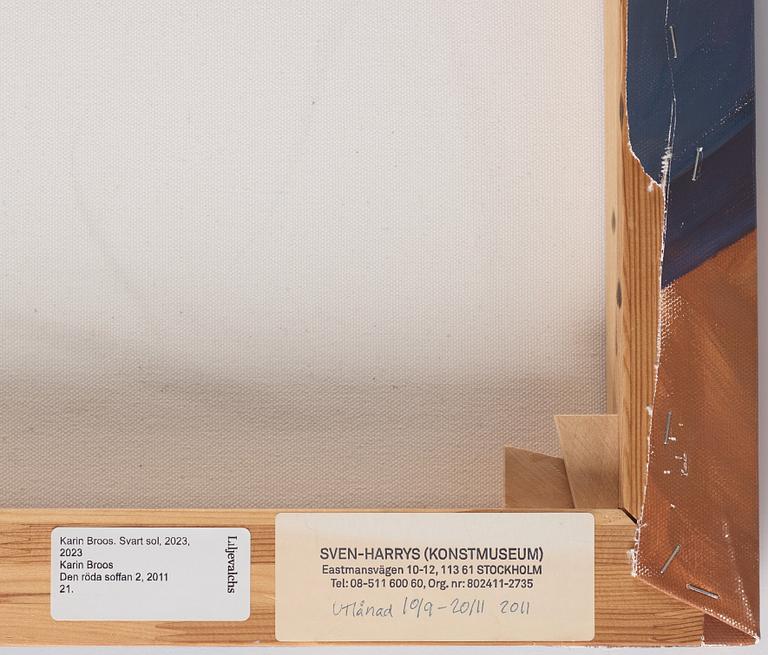 Karin Broos. Svart sol, 2023,
2023
Karin Broos
Den röda soffan 2, 2011
21.
Liljevalchs
SVEN-HARRYS (KONSTMUSEUM)
Eastmansvägen 10-12, 113 61 STOCKHOLM
Tel: 08-511 600 60, Org. nr: 802411-2735
Utlånad 10/9-20/11 2011